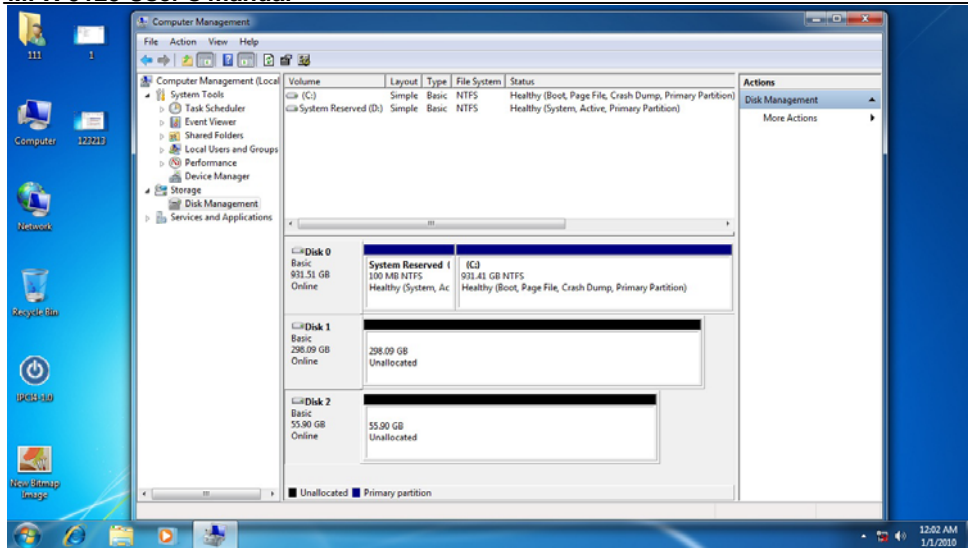 Computer Management
File Action View Help
111
1
Computer
123213
Network
Recycle Bin
New Bitmap
Image
Computer Management (Local
System Tools
Task Scheduler
Event Viewer
Shared Folders
Local Users and Groups
Performance
Device Manager
Storage
Disk Management
Services and Applications
Volume Layout Type File System Status
(C:) Simple Basic NTFS Healthy (Boot, Page File, Crash Dump, Primary Partition)
System Reserved (D:) Simple Basic NTFS Healthy (System, Active, Primary Partition)
Actions
Disk Management
More Actions
Disk 0
Basic
931.51 GB
Online
System Reserved (
100 MB NTFS
Healthy (System, Ac
(C:)
931.41 GB NTFS
Healthy (Boot, Page File, Crash Dump, Primary Partition)
Disk 1
Basic
298.09 GB
Online
298.09 GB
Unallocated
Disk 2
Basic
55.90 GB
Online
55.90 GB
Unallocated
Unallocated Primary partition
12:02 AM
1/1/2010